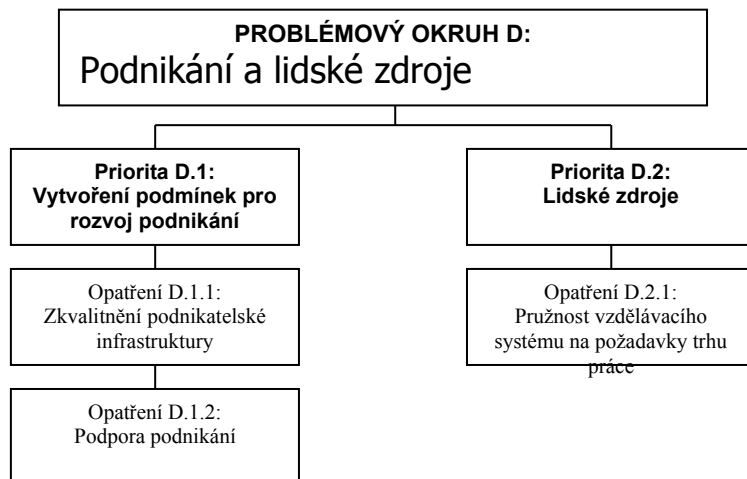 PROBLÉMOVÝ OKRUH D:
Podnikání a lidské zdroje
Priorita D.1:
Vytvoření podmínek pro
rozvoj podnikání
Priorita D.2:
Lidské zdroje
Opatření D.1.1:
Zkvalitnění podnikatelské
infrastruktury
Opatření D.2.1:
Pružnost vzdělávacího
systému na požadavky trhu
práce
Opatření D.1.2:
Podpora podnikání